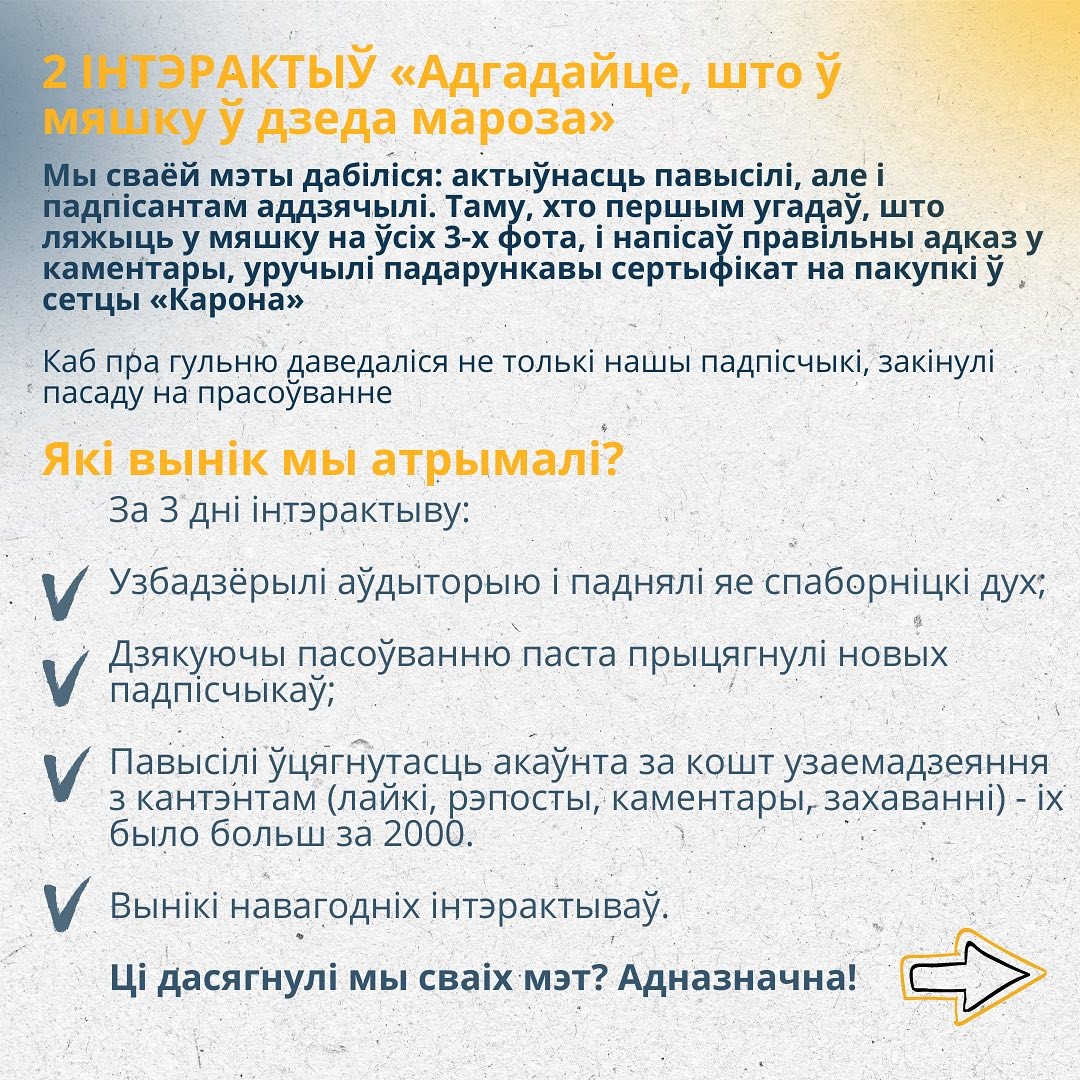 2 ІНТЭРАКТЫЎ «Адгадайце, што ў
мяшку ў дзеда мароза»
Мы сваёй мэты дабіліся: актыўнасць павысілі, але і
падпісантам аддзячылі. Таму, хто першым угадаў, што
ляжыць у мяшку на ўсіх 3-х фота, і напісаў правільны адказ у
каментары, уручылі падарункавы сертыфікат на пакупкі ў
сетцы «Карона»
Каб пра гульню даведаліся не толькі нашы падпісчыкі, закінулі
пасаду на прасоўванне
Які вынік мы атрымалі?
За 3 дні інтэрактыву:
Узбадзёрылі аўдыторыю і паднялі яе спаборніцкі дух;
Дзякуючы пасоўванню паста прыцягнулі новых
падпісчыкаў;
Павысілі ўцягнутасць акаўнта за кошт узаемадзеяння
з кантэнтам (лайкі, рэпосты, каментары, захаванні) - іх
было больш за 2000.
Вынікі навагодніх інтэрактываў.
Ці дасягнулі мы сваіх мэт? Адназначна!